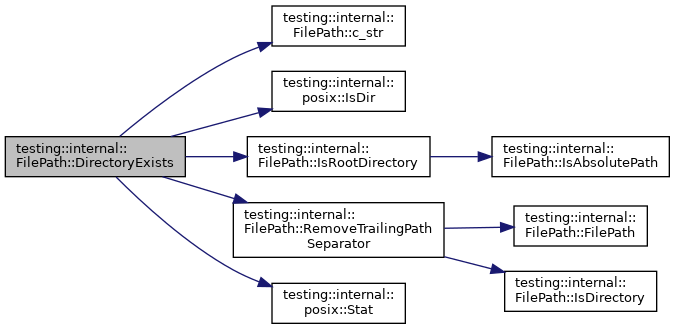 testing::internal::
FilePath::DirectoryExists
testing::internal::
FilePath::c_str
testing::internal::
posix::IsDir
testing::internal::
FilePath::IsRootDirectory
testing::internal::
FilePath::IsAbsolutePath
testing::internal::
FilePath::RemoveTrailingPath
Separator
testing::internal::
FilePath::FilePath
testing::internal::
FilePath::IsDirectory
testing::internal::
posix::Stat